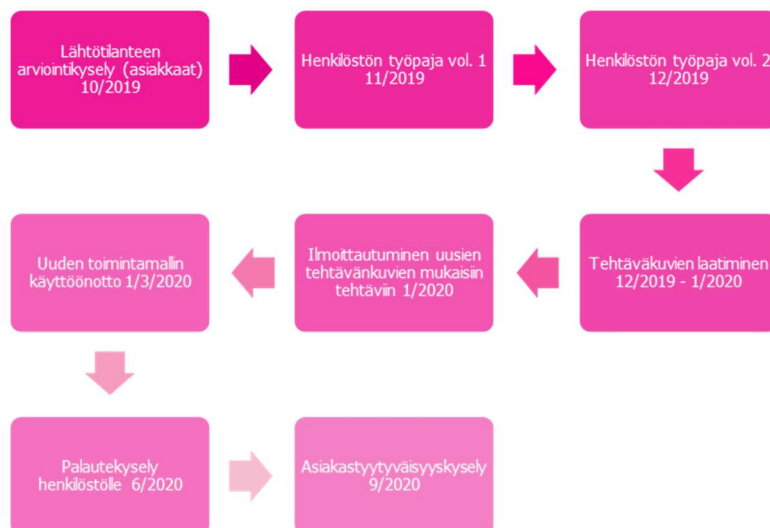 Lähtötilanteen
arviointikysely (asiakkaat)
10/2019
Henkilöstön työpaja vol. 1
11/2019
Henkilöstön työpaja vol. 2
12/2019
Tehtäväkuvien laatiminen
12/2019 - 1/2020
Ilmoittautuminen uusien
tehtävänkuvien mukaisiin
tehtäviin 1/2020
Uuden toimintamallin
käyttöönotto 1/3/2020
Palautekysely
henkilöstölle 6/2020
Asiakastyytyväisyyskysely
9/2020